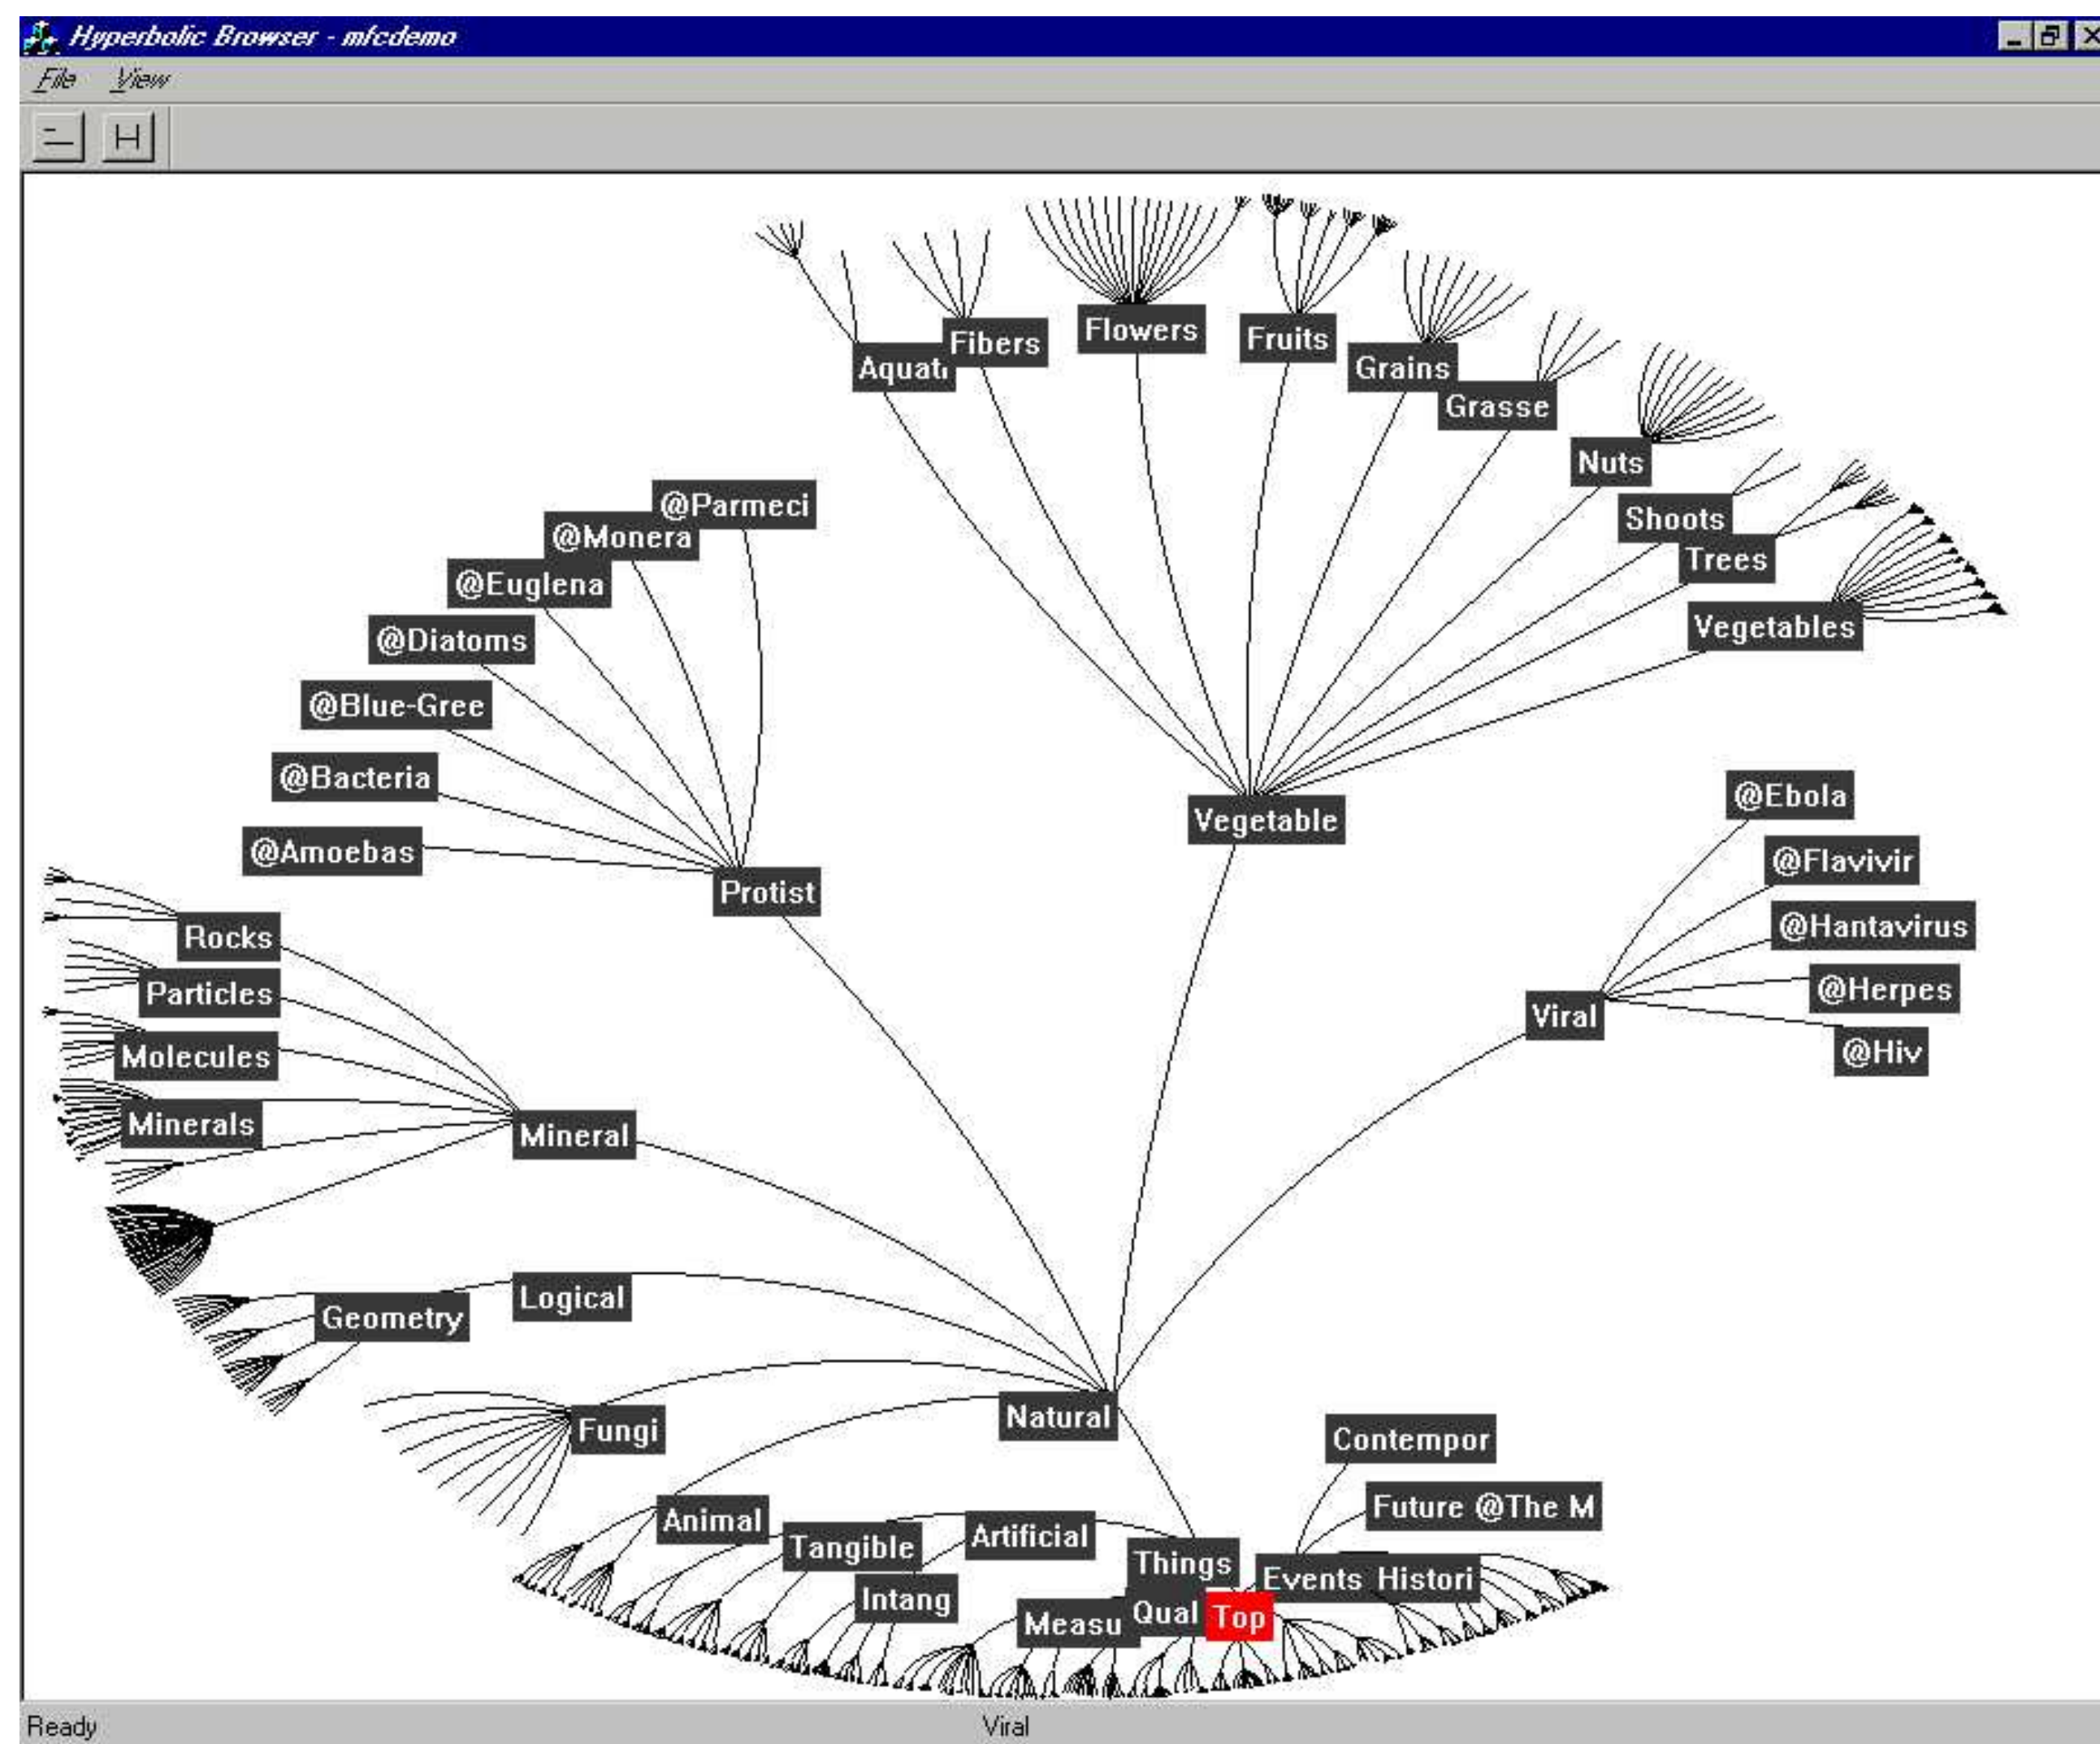 Hyperbolic Browser - mfcdemo
File View
Flowers
Fruits
Fibers
Aquati
Grains
Grasse
Nuts
@Parmeci
Shoots
@Monera
Trees
@Euglena
Vegetables
@Diatoms
@Blue-Gree
@Bacteria
@Ebola
Vegetable
@Amoebas
@Flavivir
Protist
@Hantavirus
Rocks
Particles
@Herpes
Viral
Molecules
@Hiv
Minerals
Mineral
Logical
Geometry
Natural
Fungi
Contempor
Future @The M
Animal
Artificial
Tangible
Things
Events Histori
Intang
Qual
Top
Measu
Ready
Viral